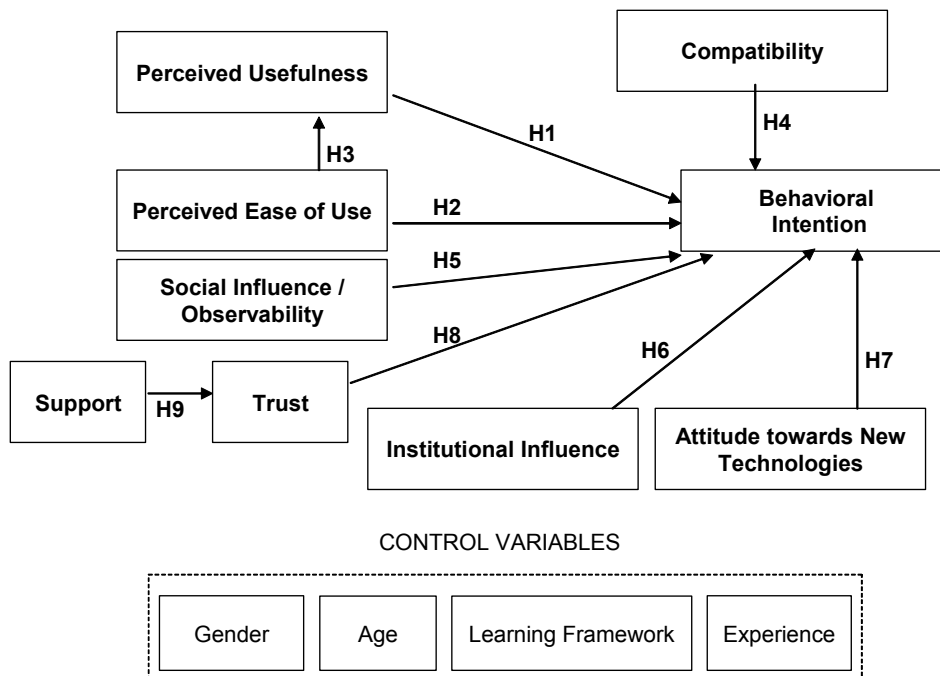 Perceived Usefulness
Compatibility
H1
H4
H3
Perceived Ease of Use
H2
Behavioral
Intention
Social Influence /
Observability
H5
H8
H6
H7
Support
H9
Trust
Institutional Influence
Attitude towards New
Technologies
CONTROL VARIABLES
Gender
Age
Learning Framework
Experience